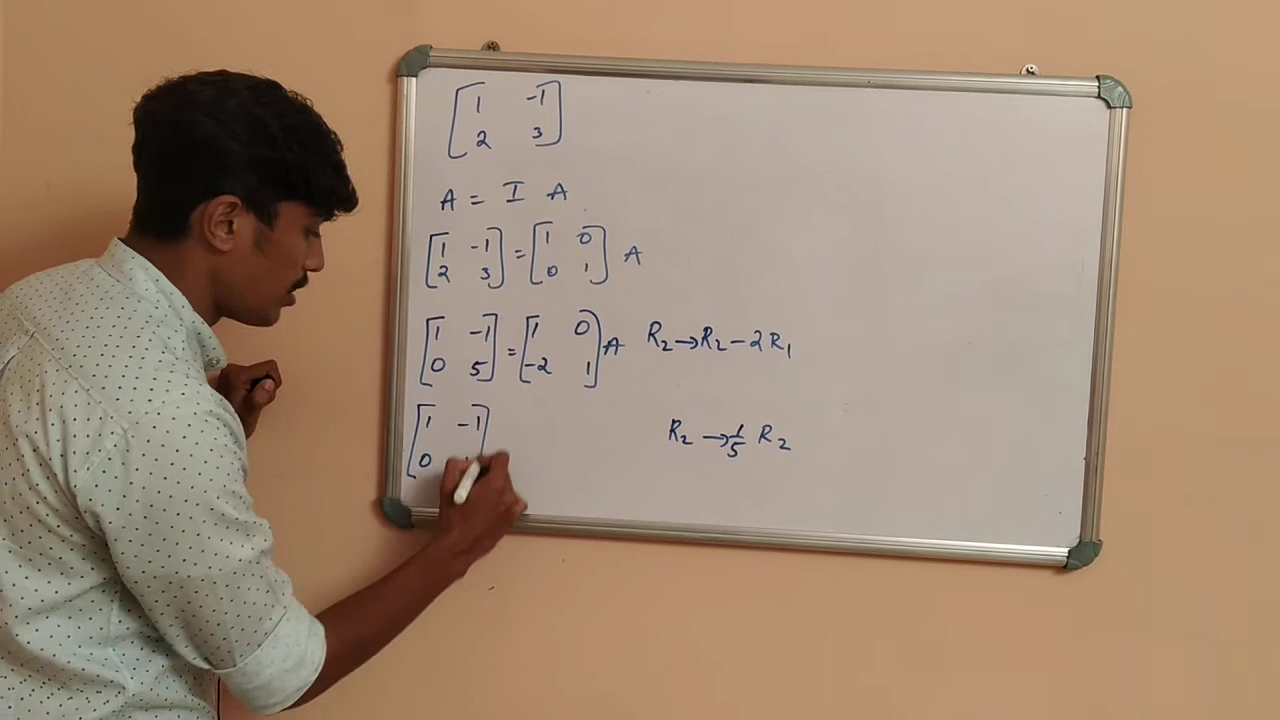 1 -1
2 3
A = I A
[1 -1] = [1 0] A
[2 3] [0 1]
[1 -1] = [1 0] A R₂→R₂-2R₁
[0 5] [-2 1]
[1 -1] R₂→1/5 R₂
[0